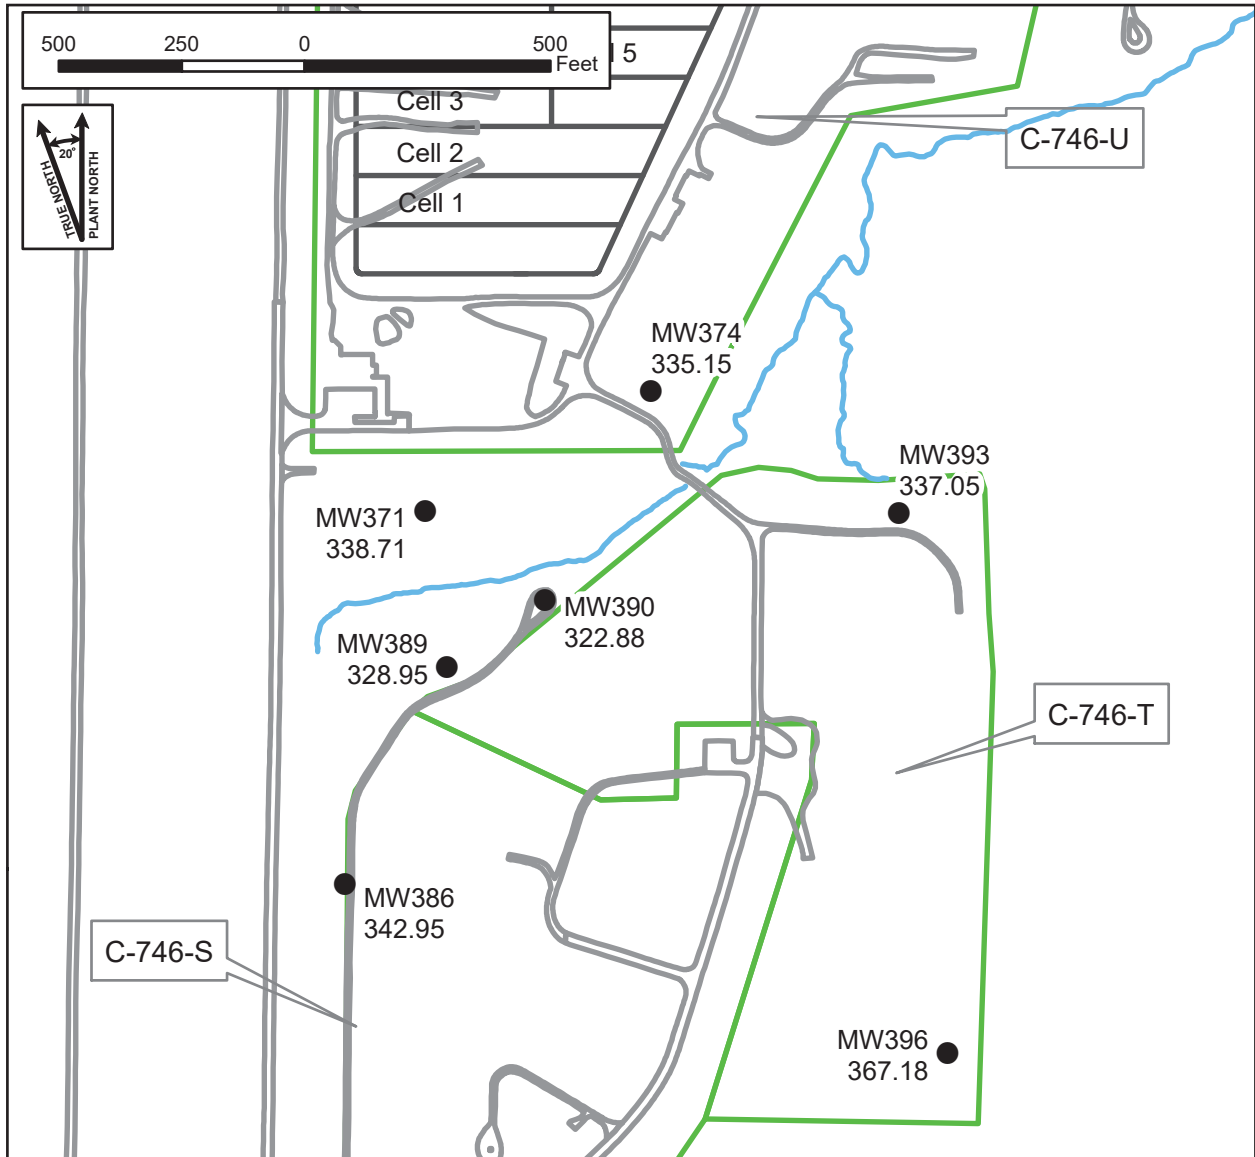 500 250 0 500
Feet
l 5
Cell 3
Cell 2
Cell 1
TRUE NORTH
20°
PLANT NORTH
C-746-U
MW374
335.15
MW393
337.05
MW371
338.71
MW390
322.88
MW389
328.95
C-746-T
MW386
342.95
C-746-S
MW396
367.18